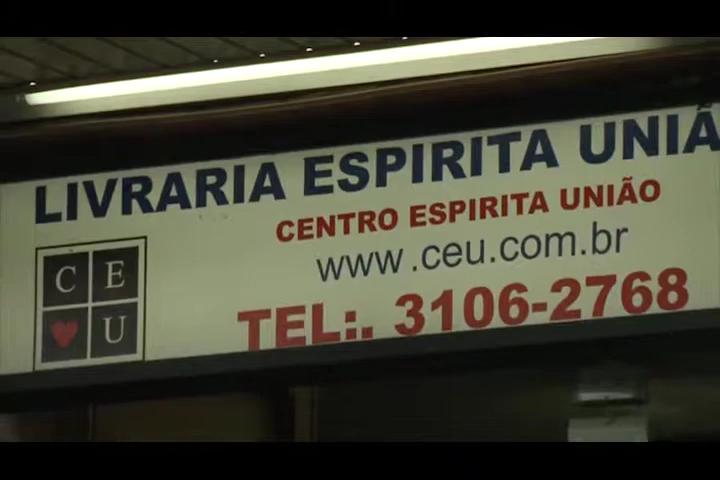 LIVRARIA ESPIRITA UNIÃ
CENTRO ESPIRITA UNIÃO
www.ceu.com.br
TEL:. 3106-2768
C E
U